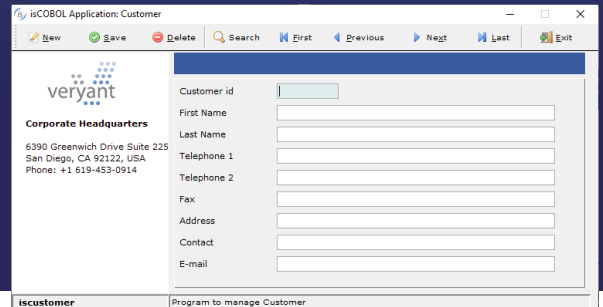 isCOBOL Application: Customer
New Save Delete Search First Previous Next Last Exit
veryant
Corporate Headquarters
6390 Greenwich Drive Suite 225
San Diego, CA 92122, USA
Phone: +1 619-453-0914
Customer id
First Name
Last Name
Telephone 1
Telephone 2
Fax
Address
Contact
E-mail
iscustomer Program to manage Customer